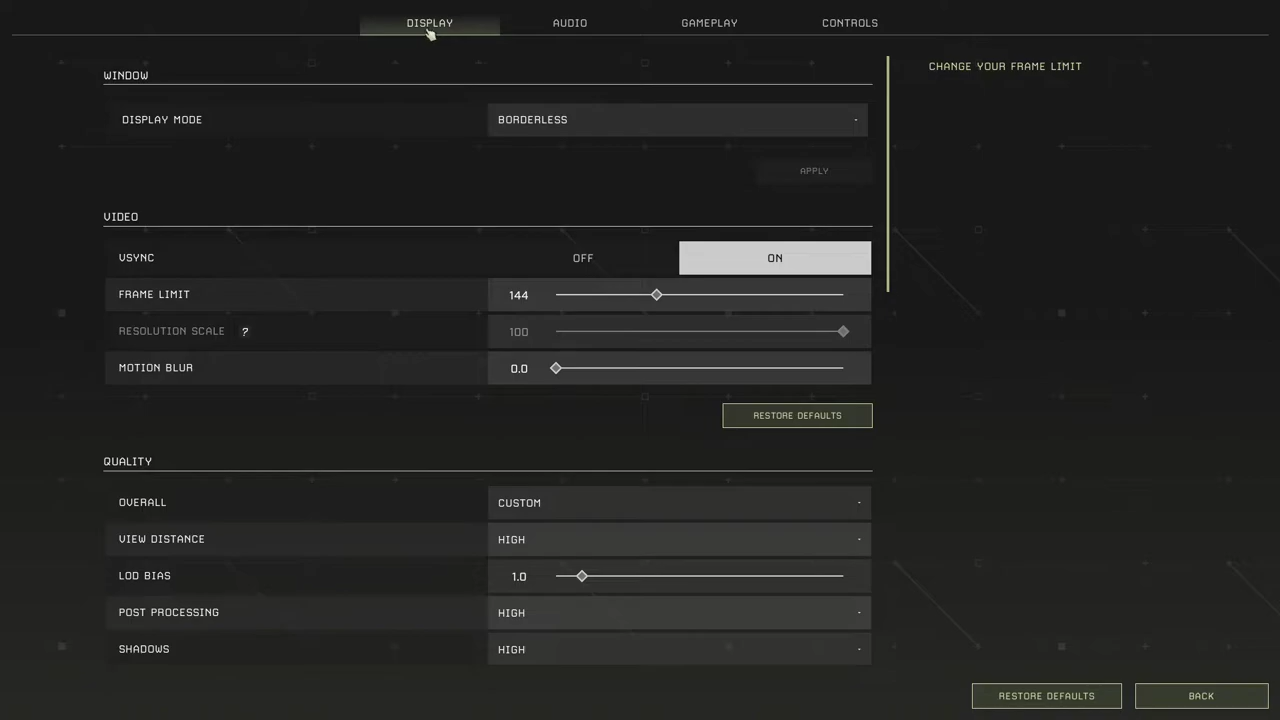 DISPLAY AUDIO GAMEPLAY CONTROLS
WINDOW
DISPLAY MODE BORDERLESS
APPLY
CHANGE YOUR FRAME LIMIT
VIDEO
VSYNC OFF ON
FRAME LIMIT 144
RESOLUTION SCALE ? 100
MOTION BLUR 0.0
RESTORE DEFAULTS
QUALITY
OVERALL CUSTOM
VIEW DISTANCE HIGH
LOD BIAS 1.0
POST PROCESSING HIGH
SHADOWS HIGH
RESTORE DEFAULTS BACK